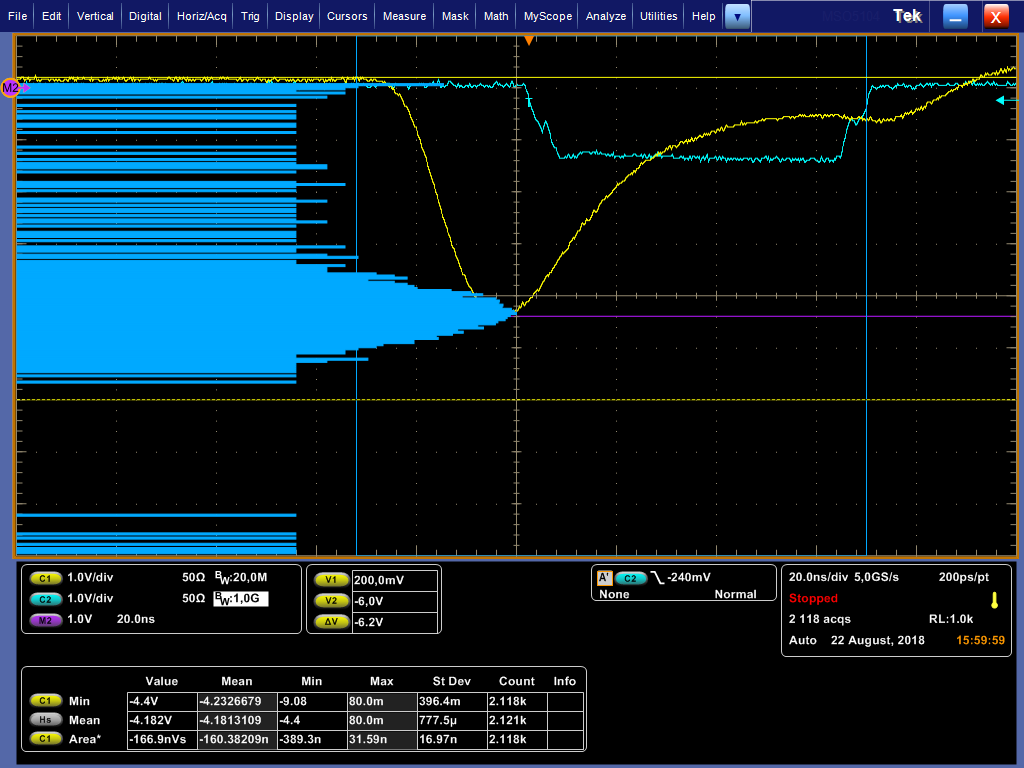 File Edit Vertical Digital Horiz/Acq Trig Display Cursors Measure Mask Math MyScope Analyze Utilities Help Tek X
M2
C1 1.0V/div 50Ω BW:20,0M
C2 1.0V/div 50Ω BW:1,0G
M2 1.0V 20.0ns
V1 200,0mV
V2 -6,0V
ΔV -6.2V
A' C2 -240mV
None Normal
20.0ns/div 5,0GS/s 200ps/pt
Stopped
2 118 acqs RL:1.0k
Auto 22 August, 2018 15:59:59
Value Mean Min Max St Dev Count Info
C1 Min -4.4V -4.2326679 -9.08 80.0m 396.4m 2.118k
Hs Mean -4.182V -4.1813109 -4.4 80.0m 777.5µ 2.121k
C1 Area* -166.9nVs -160.38209n -389.3n 31.59n 16.97n 2.118k